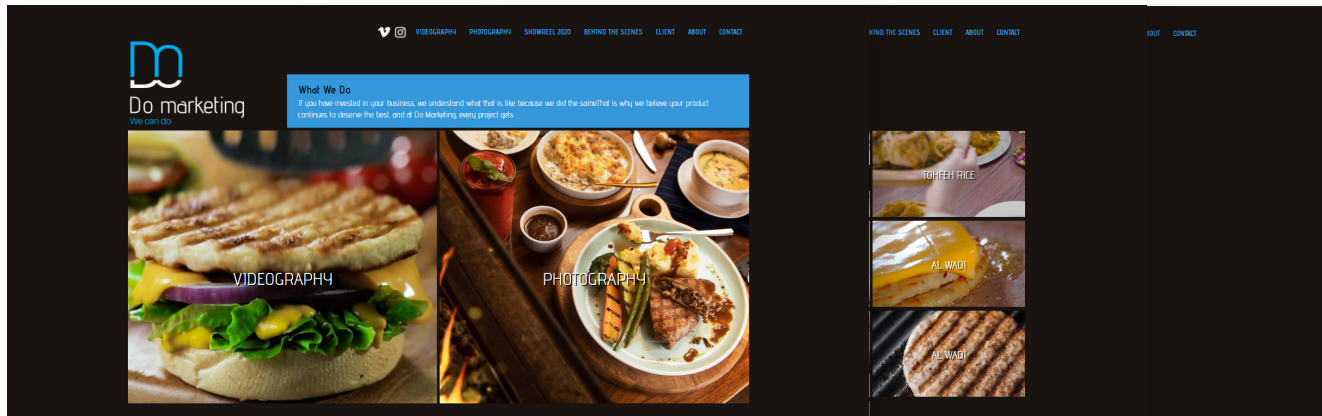 VIDEOGRAPHY PHOTOGRAPHY SHOWREEL 2020 BEHIND THE SCENES CLIENT ABOUT CONTACT
HIND THE SCENES CLIENT ABOUT CONTACT
OUT CONTACT
Do
Do marketing
We can do
What We Do
If you have invested in your business, we understand what that is like because we did the sameThat is why we believe your product
continues to deserve the best, and at Do Marketing, every project gets
VIDEOGRAPHY
PHOTOGRAPHY
TOHFEH RICE
AL WADI
AL WADI